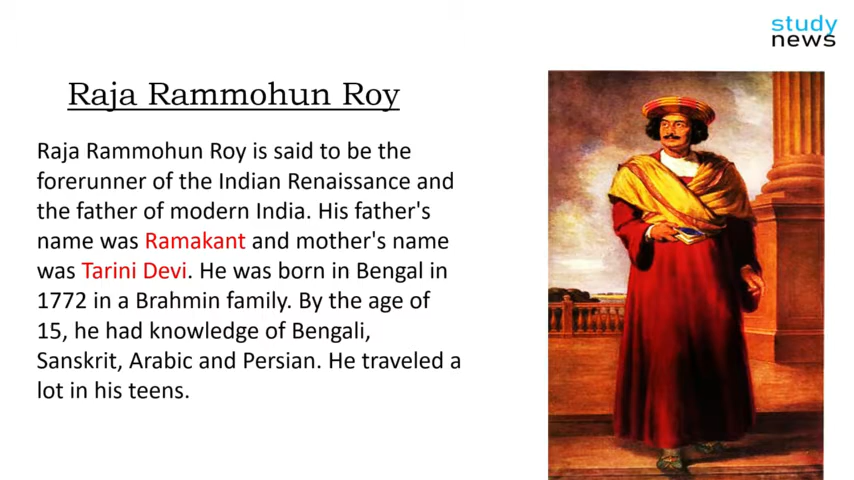 study
news
Raja Rammohun Roy
Raja Rammohun Roy is said to be the
forerunner of the Indian Renaissance and
the father of modern India. His father's
name was Ramakant and mother's name
was Tarini Devi. He was born in Bengal in
1772 in a Brahmin family. By the age of
15, he had knowledge of Bengali,
Sanskrit, Arabic and Persian. He traveled a
lot in his teens.